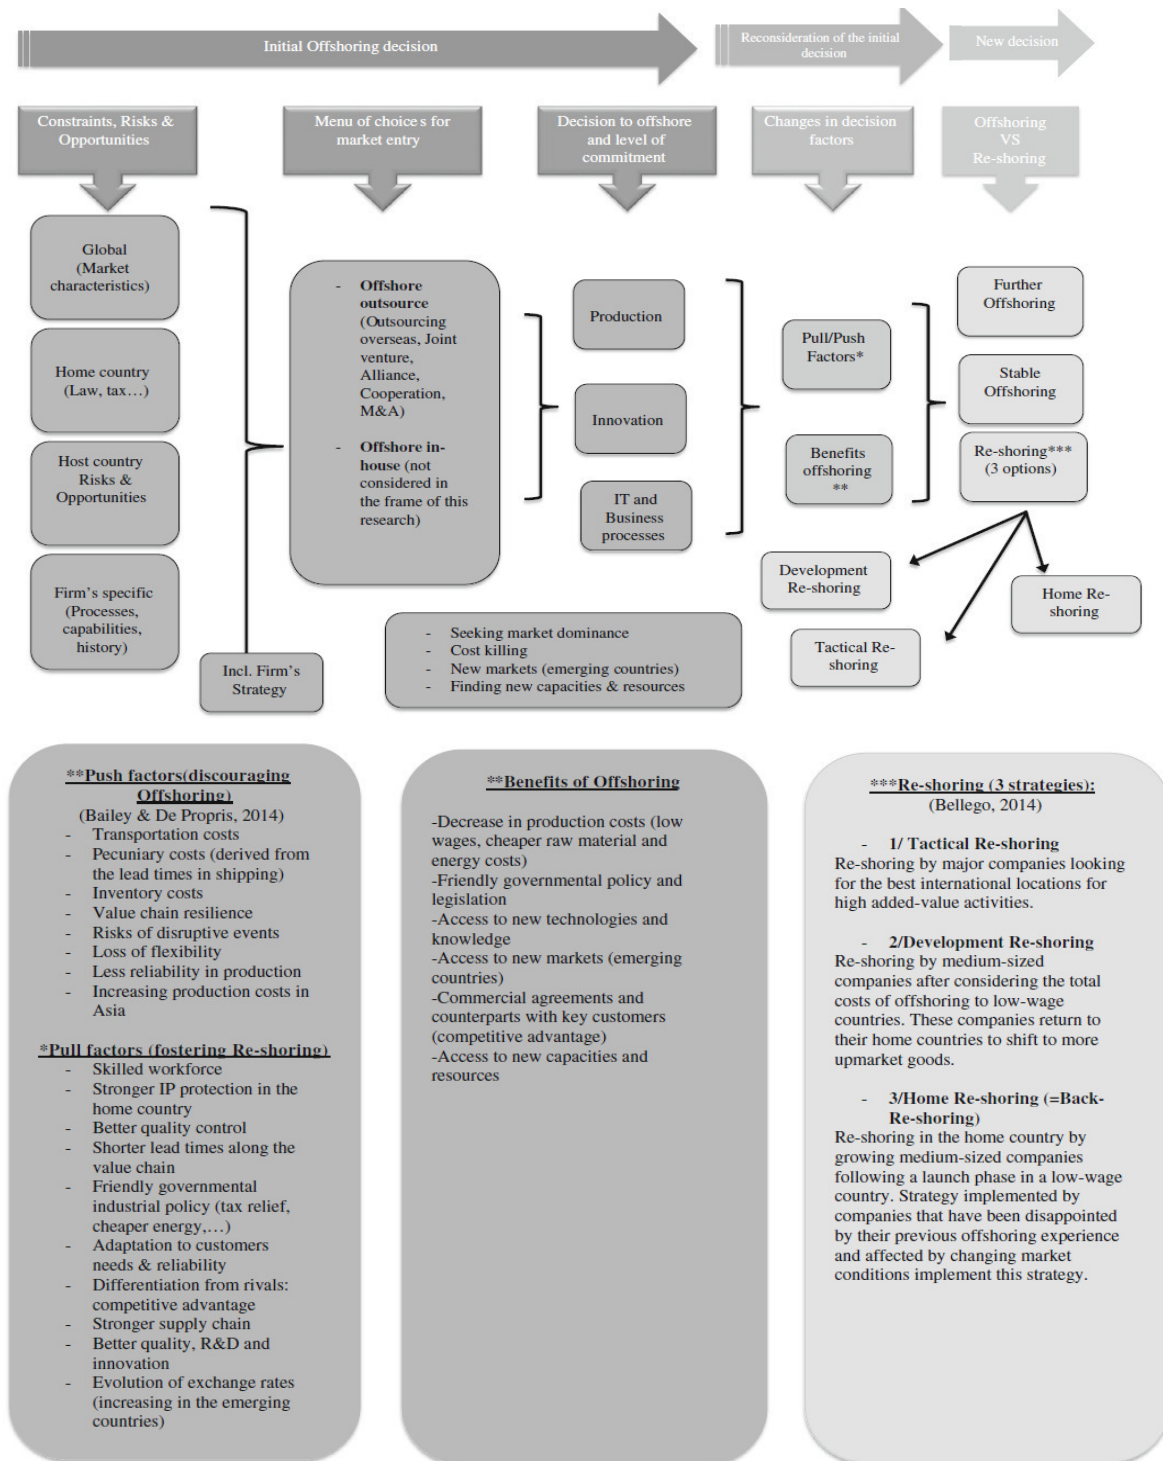 Initial Offshoring decision
Reconsideration of the initial
decision
New decision
Constraints, Risks &
Opportunities
Menu of choice s for
market entry
Decision to offshore
and level of
commitment
Changes in decision
factors
Offshoring
VS
Re-shoring
Global
(Market
characteristics)
Home country
(Law, tax…)
Host country
Risks &
Opportunities
Firm's specific
(Processes,
capabilities,
history)
Incl. Firm's
Strategy
- Offshore
outsource
(Outsourcing
overseas, Joint
venture,
Alliance,
Cooperation,
M&A)
- Offshore in-
house (not
considered in
the frame of this
research)
Production
Innovation
IT and
Business
processes
Pull/Push
Factors*
Benefits
offshoring
**
Further
Offshoring
Stable
Offshoring
Re-shoring***
(3 options)
Development
Re-shoring
Tactical Re-
shoring
Home Re-
shoring
- Seeking market dominance
- Cost killing
- New markets (emerging countries)
- Finding new capacities & resources
**Push factors(discouraging
Offshoring)
(Bailey & De Propris, 2014)
- Transportation costs
- Pecuniary costs (derived from
the lead times in shipping)
- Inventory costs
- Value chain resilience
- Risks of disruptive events
- Loss of flexibility
- Less reliability in production
- Increasing production costs in
Asia
*Pull factors (fostering Re-shoring)
- Skilled workforce
- Stronger IP protection in the
home country
- Better quality control
- Shorter lead times along the
value chain
- Friendly governmental
industrial policy (tax relief,
cheaper energy,…)
- Adaptation to customers
needs & reliability
- Differentiation from rivals:
competitive advantage
- Stronger supply chain
- Better quality, R&D and
innovation
- Evolution of exchange rates
(increasing in the emerging
countries)
**Benefits of Offshoring
-Decrease in production costs (low
wages, cheaper raw material and
energy costs)
-Friendly governmental policy and
legislation
-Access to new technologies and
knowledge
-Access to new markets (emerging
countries)
-Commercial agreements and
counterparts with key customers
(competitive advantage)
-Access to new capacities and
resources
***Re-shoring (3 strategies):
(Bellego, 2014)
- 1/ Tactical Re-shoring
Re-shoring by major companies looking
for the best international locations for
high added-value activities.
- 2/Development Re-shoring
Re-shoring by medium-sized
companies after considering the total
costs of offshoring to low-wage
countries. These companies return to
their home countries to shift to more
upmarket goods.
- 3/Home Re-shoring (=Back-
Re-shoring)
Re-shoring in the home country by
growing medium-sized companies
following a launch phase in a low-wage
country. Strategy implemented by
companies that have been disappointed
by their previous offshoring experience
and affected by changing market
conditions implement this strategy.